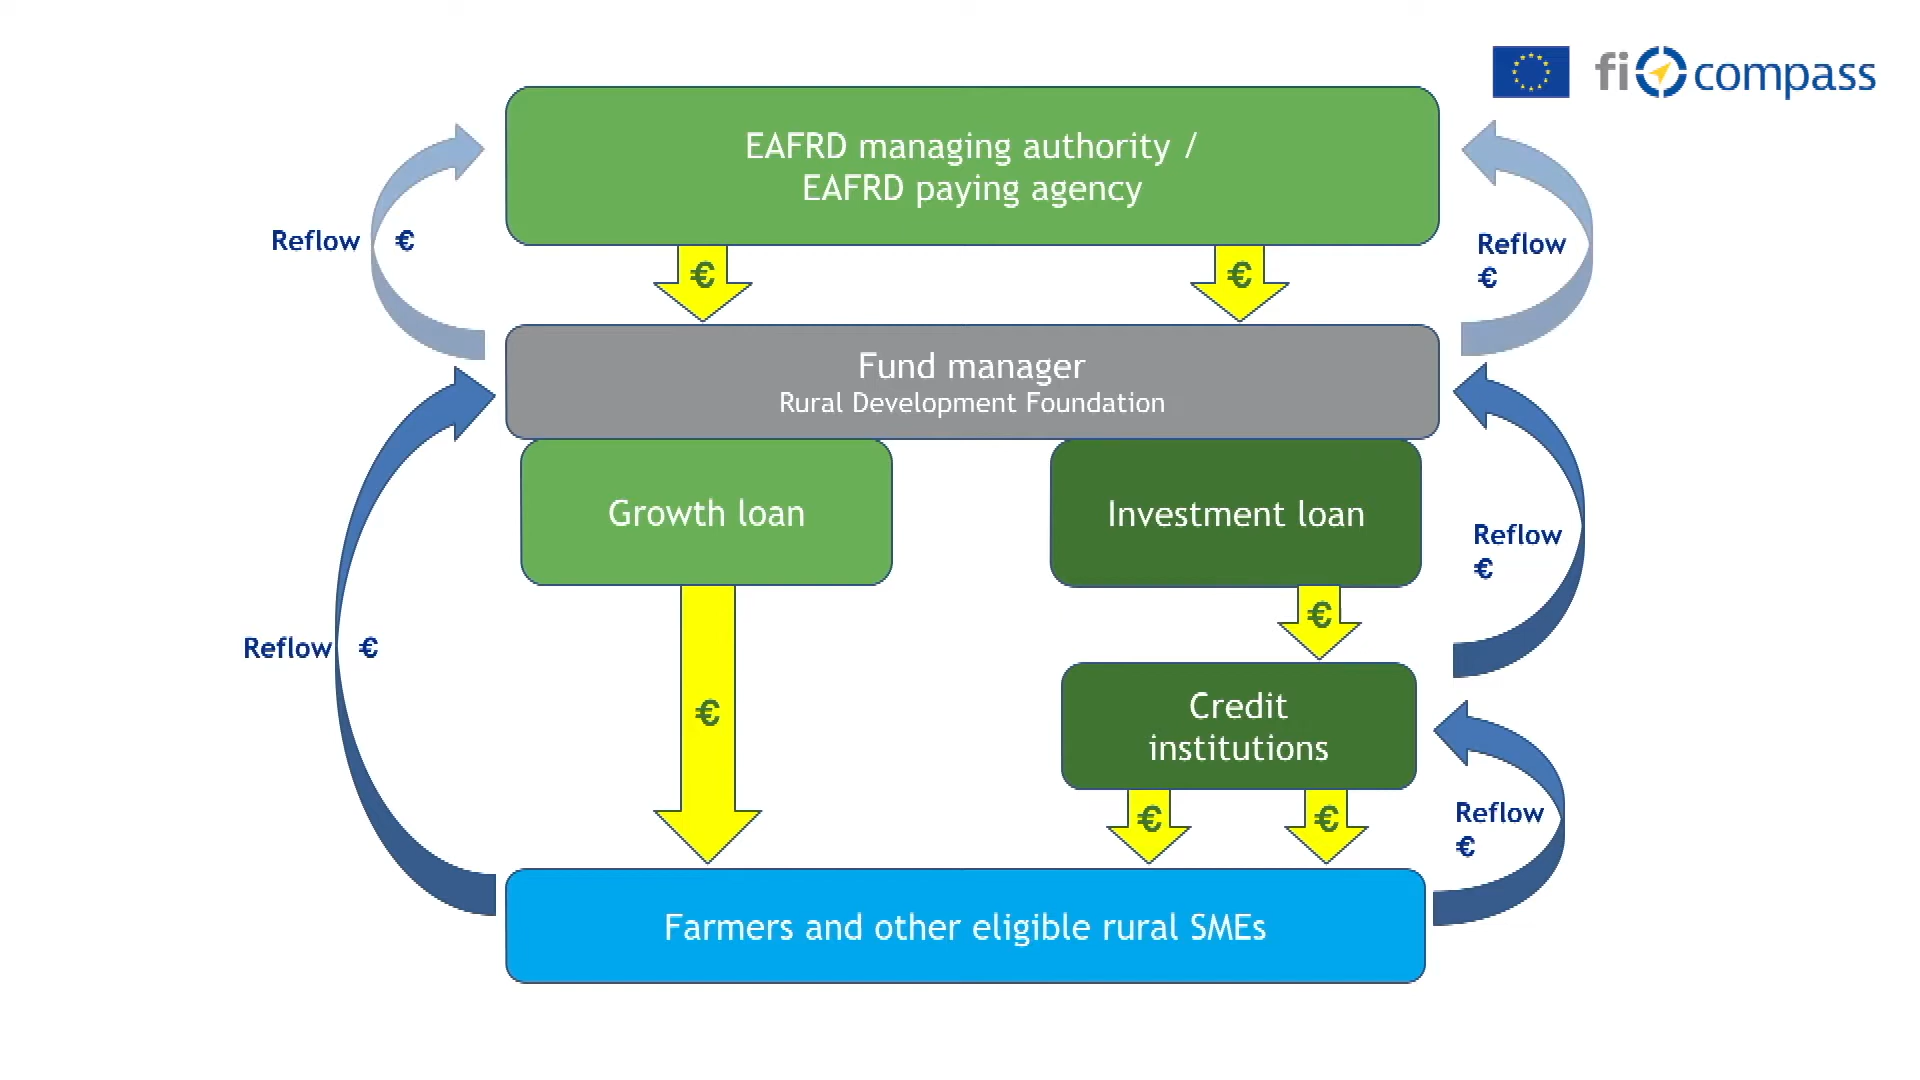 fi compass
EAFRD managing authority /
EAFRD paying agency
Reflow €
Reflow
€
€ €
Fund manager
Rural Development Foundation
Growth loan
Investment loan
Reflow
€
€
Reflow €
€
Credit
institutions
€ €
Reflow
€
Farmers and other eligible rural SMEs